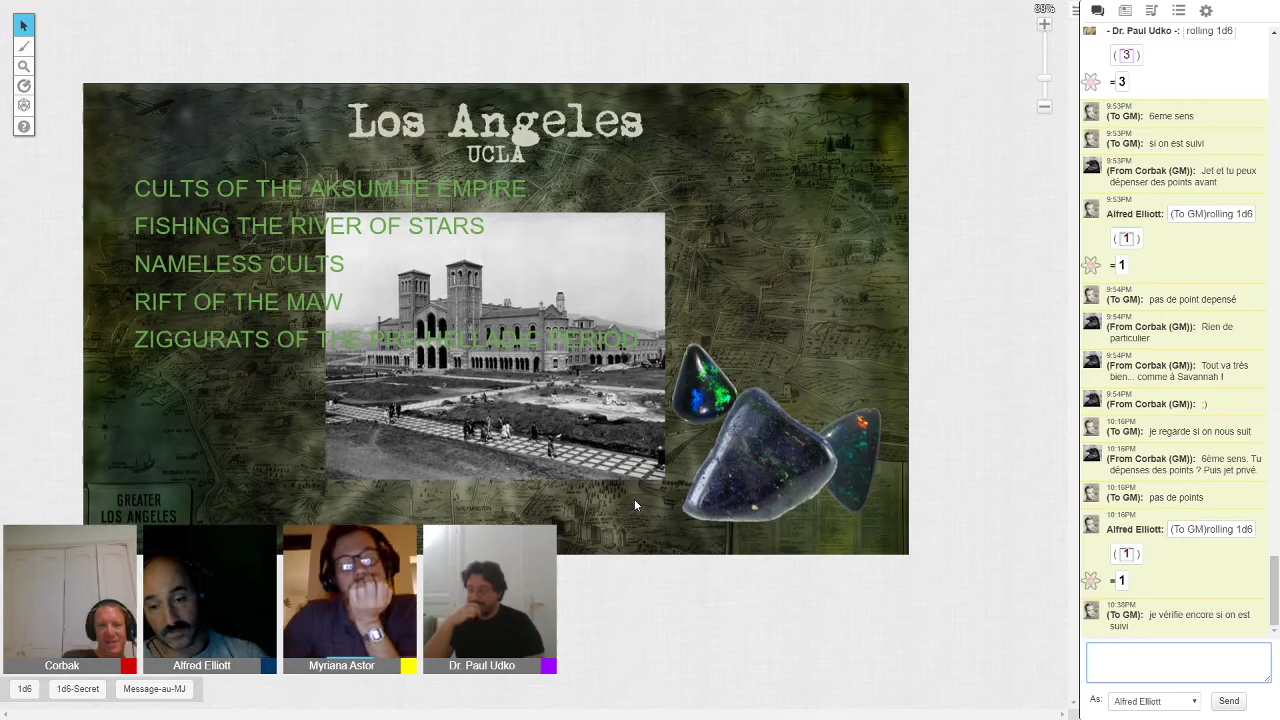 88%
Los Angeles
UCLA
CULTS OF THE AKSUMITE EMPIRE
FISHING THE RIVER OF STARS
NAMELESS CULTS
RIFT OF THE MAW
ZIGGURATS OF THE PRE-HELLADIC PERIOD
GREATER
LOS ANGELES
Corbak
Alfred Elliott
Myriana Astor
Dr. Paul Udko
1d6
1d6-Secret
Message-au-MJ
- Dr. Paul Udko -: rolling 1d6
(3)
=3
9:53PM
(To GM): 6eme sens
9:53PM
(To GM): si on est suivi
9:53PM
(From Corbak (GM)): Jet et tu peux
dépenser des points avant
9:53PM
Alfred Elliott: (To GM)rolling 1d6
(1)
=1
9:54PM
(To GM): pas de point depensé
9:54PM
(From Corbak (GM)): Rien de
particulier
9:54PM
(From Corbak (GM)): Tout va très
bien... comme à Savannah !
9:54PM
(From Corbak (GM)): ;)
10:16PM
(To GM): je regarde si on nous suit
10:16PM
(From Corbak (GM)): 6ème sens. Tu
dépenses des points ? Puis jet privé.
10:16PM
(To GM): pas de points
10:16PM
Alfred Elliott: (To GM)rolling 1d6
(1)
=1
10:38PM
(To GM): je vérifie encore si on est
suivi
As:
Alfred Elliott
Send